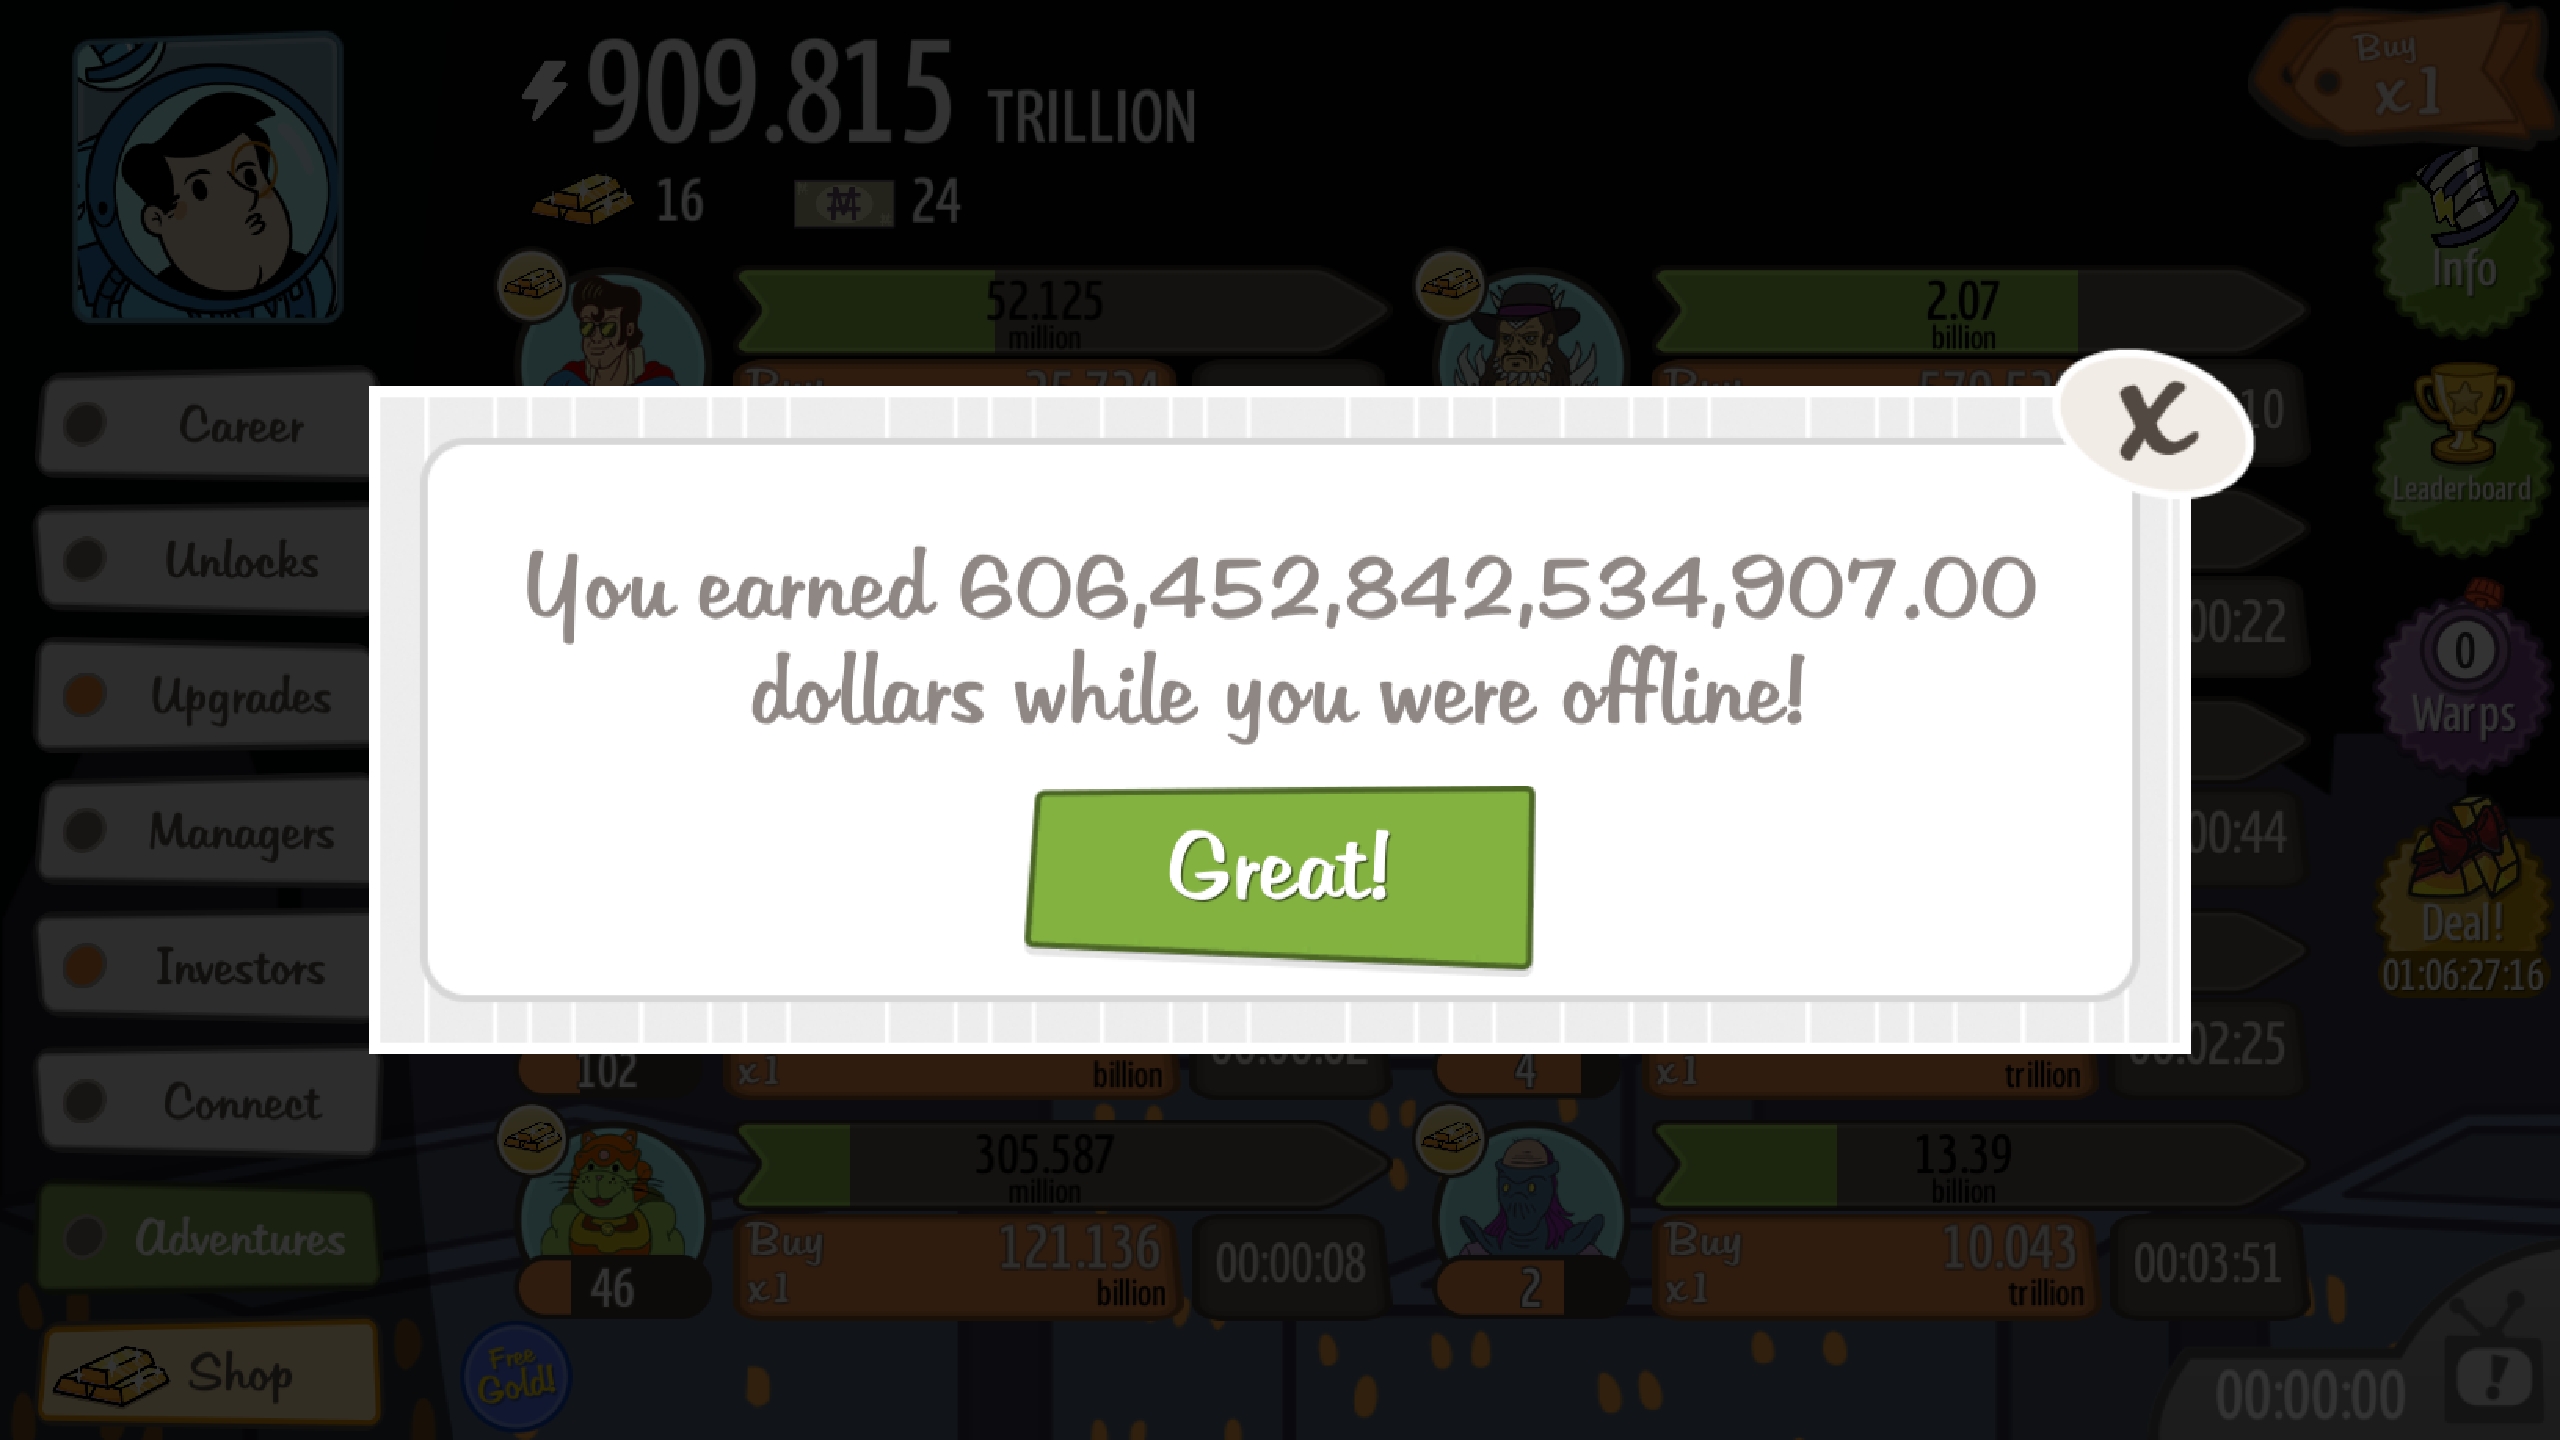 909.815 TRILLION
16 24
Buy
x1
Info
Leaderboard
0
Warps
Deal!
01:06:27:16
Career
Unlocks
Upgrades
Managers
Investors
Connect
Adventures
Shop
52.125
million
2.07
billion
Buy
Buy
10
You earned 606,452,842,534,907.00
dollars while you were offline!
Great!
x
00:22
00:44
02:25
102
x1
billion
4
x1
trillion
305.587
million
Buy 121.136
x1 billion
00:00:08
46
13.39
billion
Buy 10.043
x1 trillion
00:03:51
2
Free
Gold!
00:00:00